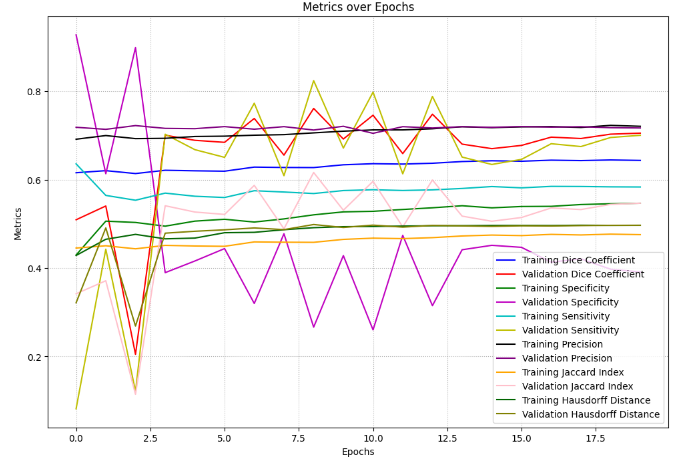 Metrics over Epochs
Metrics
0.8
0.6
0.4
0.2
0.0
2.5
5.0
7.5
10.0
12.5
15.0
17.5
Epochs
Training Dice Coefficient
Validation Dice Coefficient
Training Specificity
Validation Specificity
Training Sensitivity
Validation Sensitivity
Training Precision
Validation Precision
Training Jaccard Index
Validation Jaccard Index
Training Hausdorff Distance
Validation Hausdorff Distance